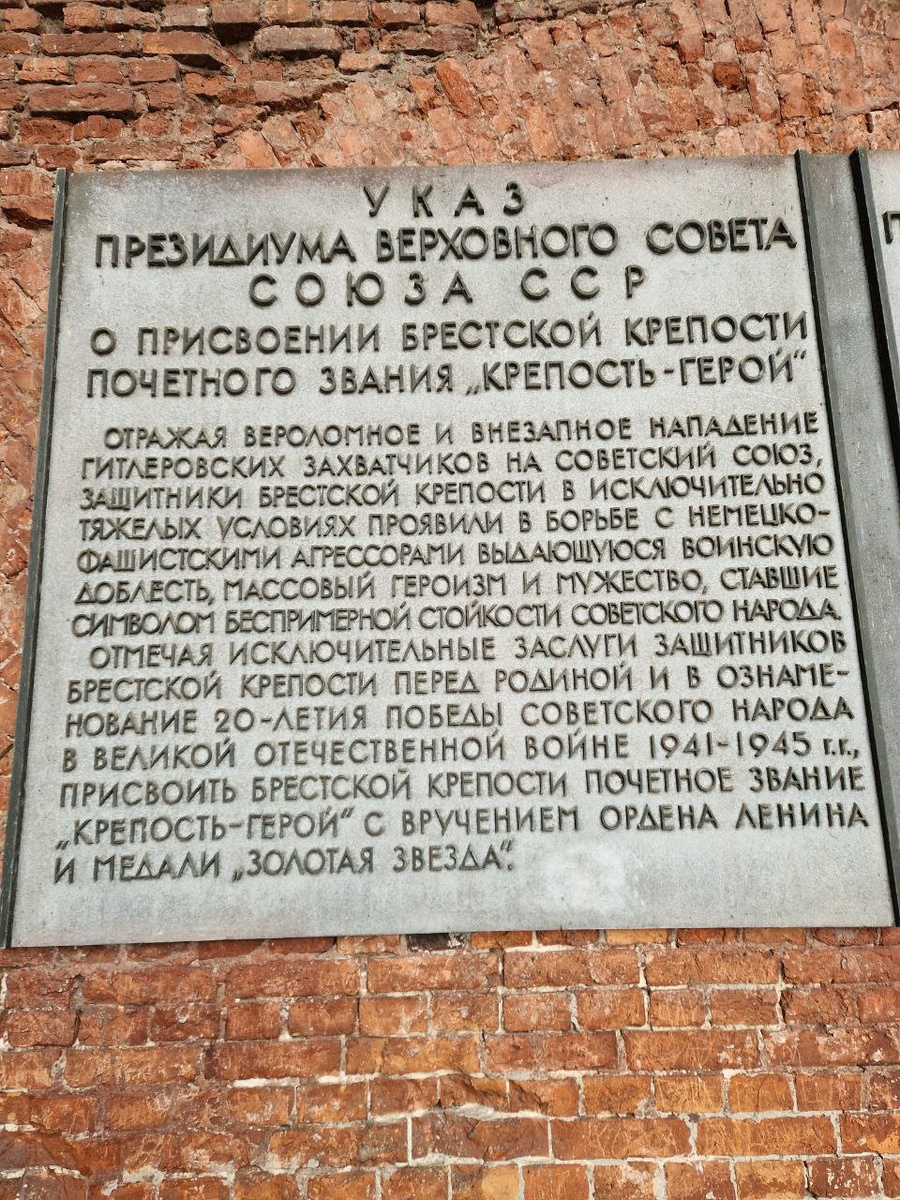 УКАЗ
ПРЕЗИДИУМА ВЕРХОВНОГО СОВЕТА
СОЮЗА ССР
О ПРИСВОЕНИИ БРЕСТСКОЙ КРЕПОСТИ
ПОЧЕТНОГО ЗВАНИЯ „КРЕПОСТЬ-ГЕРОЙ“
ОТРАЖАЯ ВЕРОЛОМНОЕ И ВНЕЗАПНОЕ НАПАДЕНИЕ
ГИТЛЕРОВСКИХ ЗАХВАТЧИКОВ НА СОВЕТСКИЙ СОЮЗ,
ЗАЩИТНИКИ БРЕСТСКОЙ КРЕПОСТИ В ИСКЛЮЧИТЕЛЬНО
ТЯЖЕЛЫХ УСЛОВИЯХ ПРОЯВИЛИ В БОРЬБЕ С НЕМЕЦКО-
ФАШИСТСКИМИ АГРЕССОРАМИ ВЫДАЮЩУЮСЯ ВОИНСКУЮ
ДОБЛЕСТЬ, МАССОВЫЙ ГЕРОИЗМ И МУЖЕСТВО, СТАВШИЕ
СИМВОЛОМ БЕСПРИМЕРНОЙ СТОЙКОСТИ СОВЕТСКОГО НАРОДА.
ОТМЕЧАЯ ИСКЛЮЧИТЕЛЬНЫЕ ЗАСЛУГИ ЗАЩИТНИКОВ
БРЕСТСКОЙ КРЕПОСТИ ПЕРЕД РОДИНОЙ И В ОЗНАМЕ-
НОВАНИЕ 20-ЛЕТИЯ ПОБЕДЫ СОВЕТСКОГО НАРОДА
В ВЕЛИКОЙ ОТЕЧЕСТВЕННОЙ ВОЙНЕ 1941-1945 г.г.,
ПРИСВОИТЬ БРЕСТСКОЙ КРЕПОСТИ ПОЧЕТНОЕ ЗВАНИЕ
„КРЕПОСТЬ-ГЕРОЙ“ С ВРУЧЕНИЕМ ОРДЕНА ЛЕНИНА
И МЕДАЛИ „ЗОЛОТАЯ ЗВЕЗДА“.